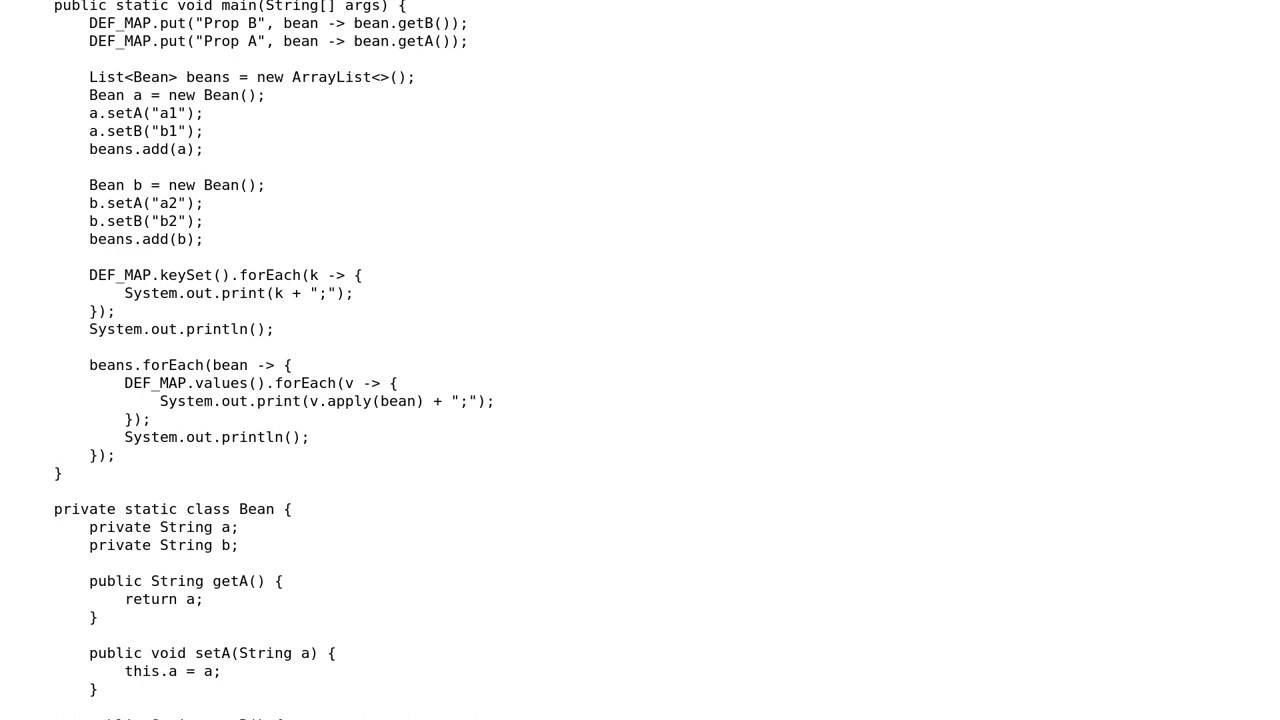 public static void main(String[] args) {
    DEF_MAP.put("Prop B", bean -> bean.getB());
    DEF_MAP.put("Prop A", bean -> bean.getA());

    List<Bean> beans = new ArrayList<>();
    Bean a = new Bean();
    a.setA("a1");
    a.setB("b1");
    beans.add(a);

    Bean b = new Bean();
    b.setA("a2");
    b.setB("b2");
    beans.add(b);

    DEF_MAP.keySet().forEach(k -> {
        System.out.print(k + ";");
    });
    System.out.println();

    beans.forEach(bean -> {
        DEF_MAP.values().forEach(v -> {
            System.out.print(v.apply(bean) + ";");
        });
        System.out.println();
    });
}

private static class Bean {
    private String a;
    private String b;

    public String getA() {
        return a;
    }

    public void setA(String a) {
        this.a = a;
    }